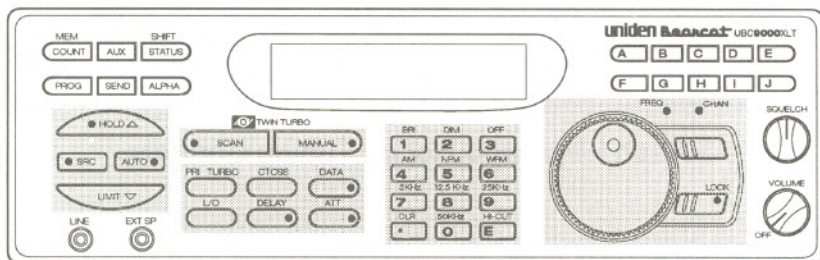 MEM SHIFT
COUNT AUX STATUS
PROG SEND ALPHA
HOLD △
SRC AUTO
LIMIT ▽
LINE EXT SP
TWIN TURBO
SCAN MANUAL
PRI TURBO CTCSS DATA
L/O DELAY ATT
BRI DIM OFF
1 2 3
AM NFM WFM
4 5 6
5KHz 12.5 KHz 25KHz
7 8 9
CLR 50KHz HI-CUT
. 0 E
uniden Bearcat UBC9000XLT
A B C D E
F G H I J
FREQ CHAN
LOCK
SQUELCH
VOLUME
OFF